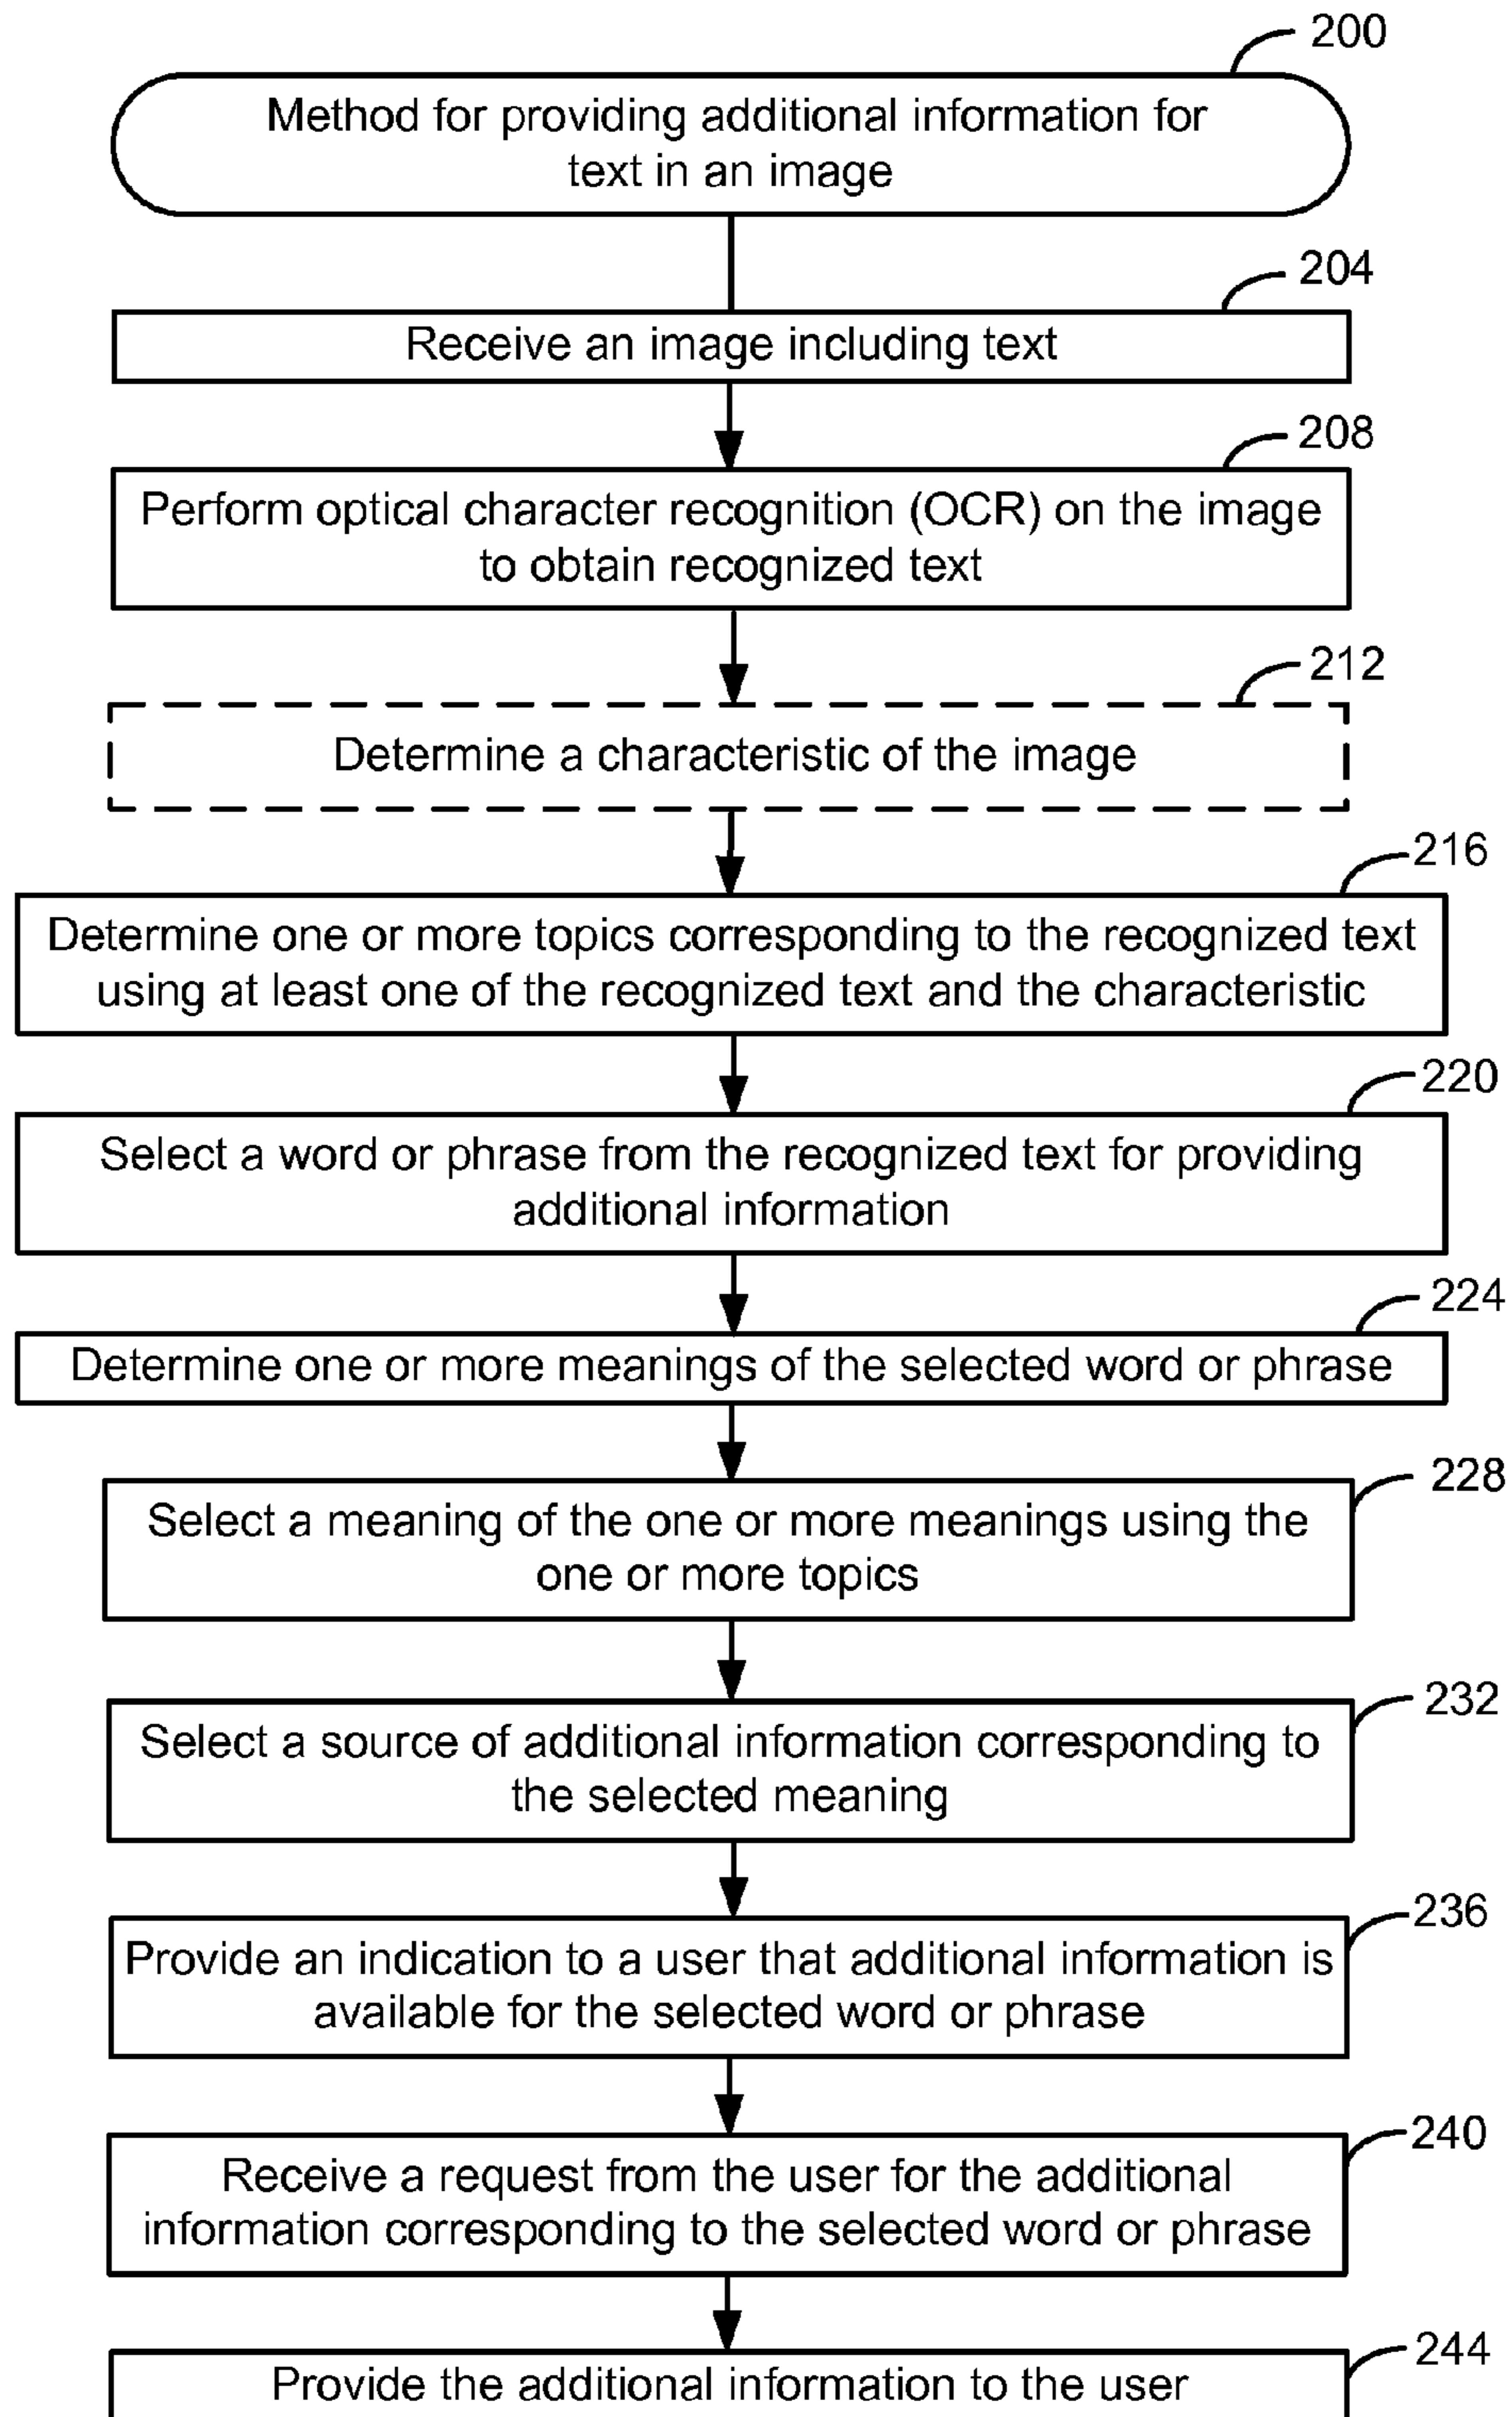 200
Method for providing additional information for
text in an image
204
Receive an image including text
208
Perform optical character recognition (OCR) on the image
to obtain recognized text
212
Determine a characteristic of the image
216
Determine one or more topics corresponding to the recognized text
using at least one of the recognized text and the characteristic
220
Select a word or phrase from the recognized text for providing
additional information
224
Determine one or more meanings of the selected word or phrase
228
Select a meaning of the one or more meanings using the
one or more topics
232
Select a source of additional information corresponding to
the selected meaning
236
Provide an indication to a user that additional information is
available for the selected word or phrase
240
Receive a request from the user for the additional
information corresponding to the selected word or phrase
244
Provide the additional information to the user